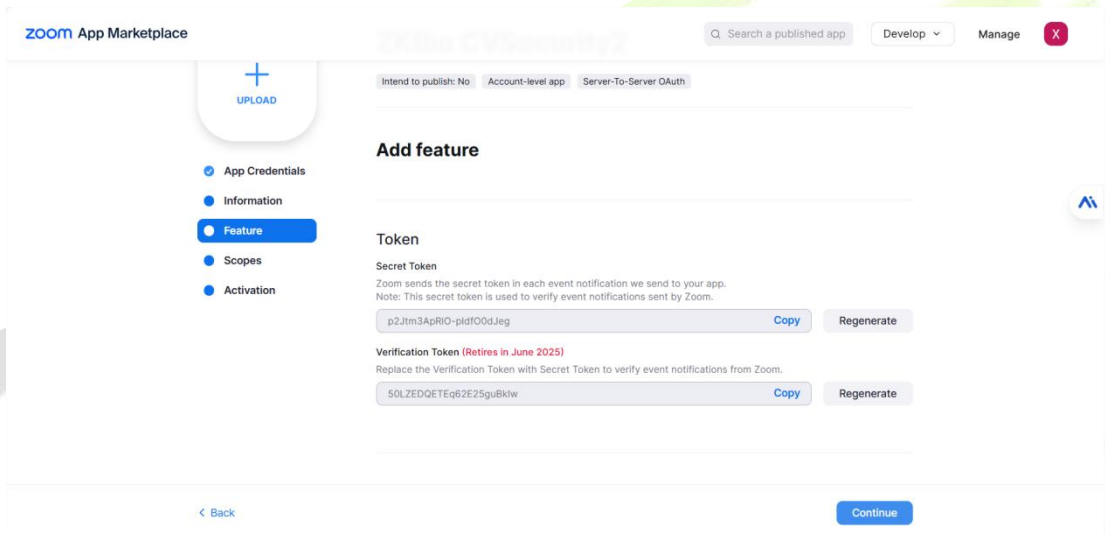 zoom App Marketplace
ZKBio CVSecurity2
Search a published app
Develop
Manage
X
UPLOAD
Intend to publish: No Account-level app Server-To-Server OAuth
Add feature
App Credentials
Information
Feature
Scopes
Activation
Token
Secret Token
Zoom sends the secret token in each event notification we send to your app.
Note: This secret token is used to verify event notifications sent by Zoom.
p2Jtm3ApRIO-pIdfO0dJeg
Copy
Regenerate
Verification Token (Retires in June 2025)
Replace the Verification Token with Secret Token to verify event notifications from Zoom.
50LZEDQETEq62E25guBklw
Copy
Regenerate
Back
Continue